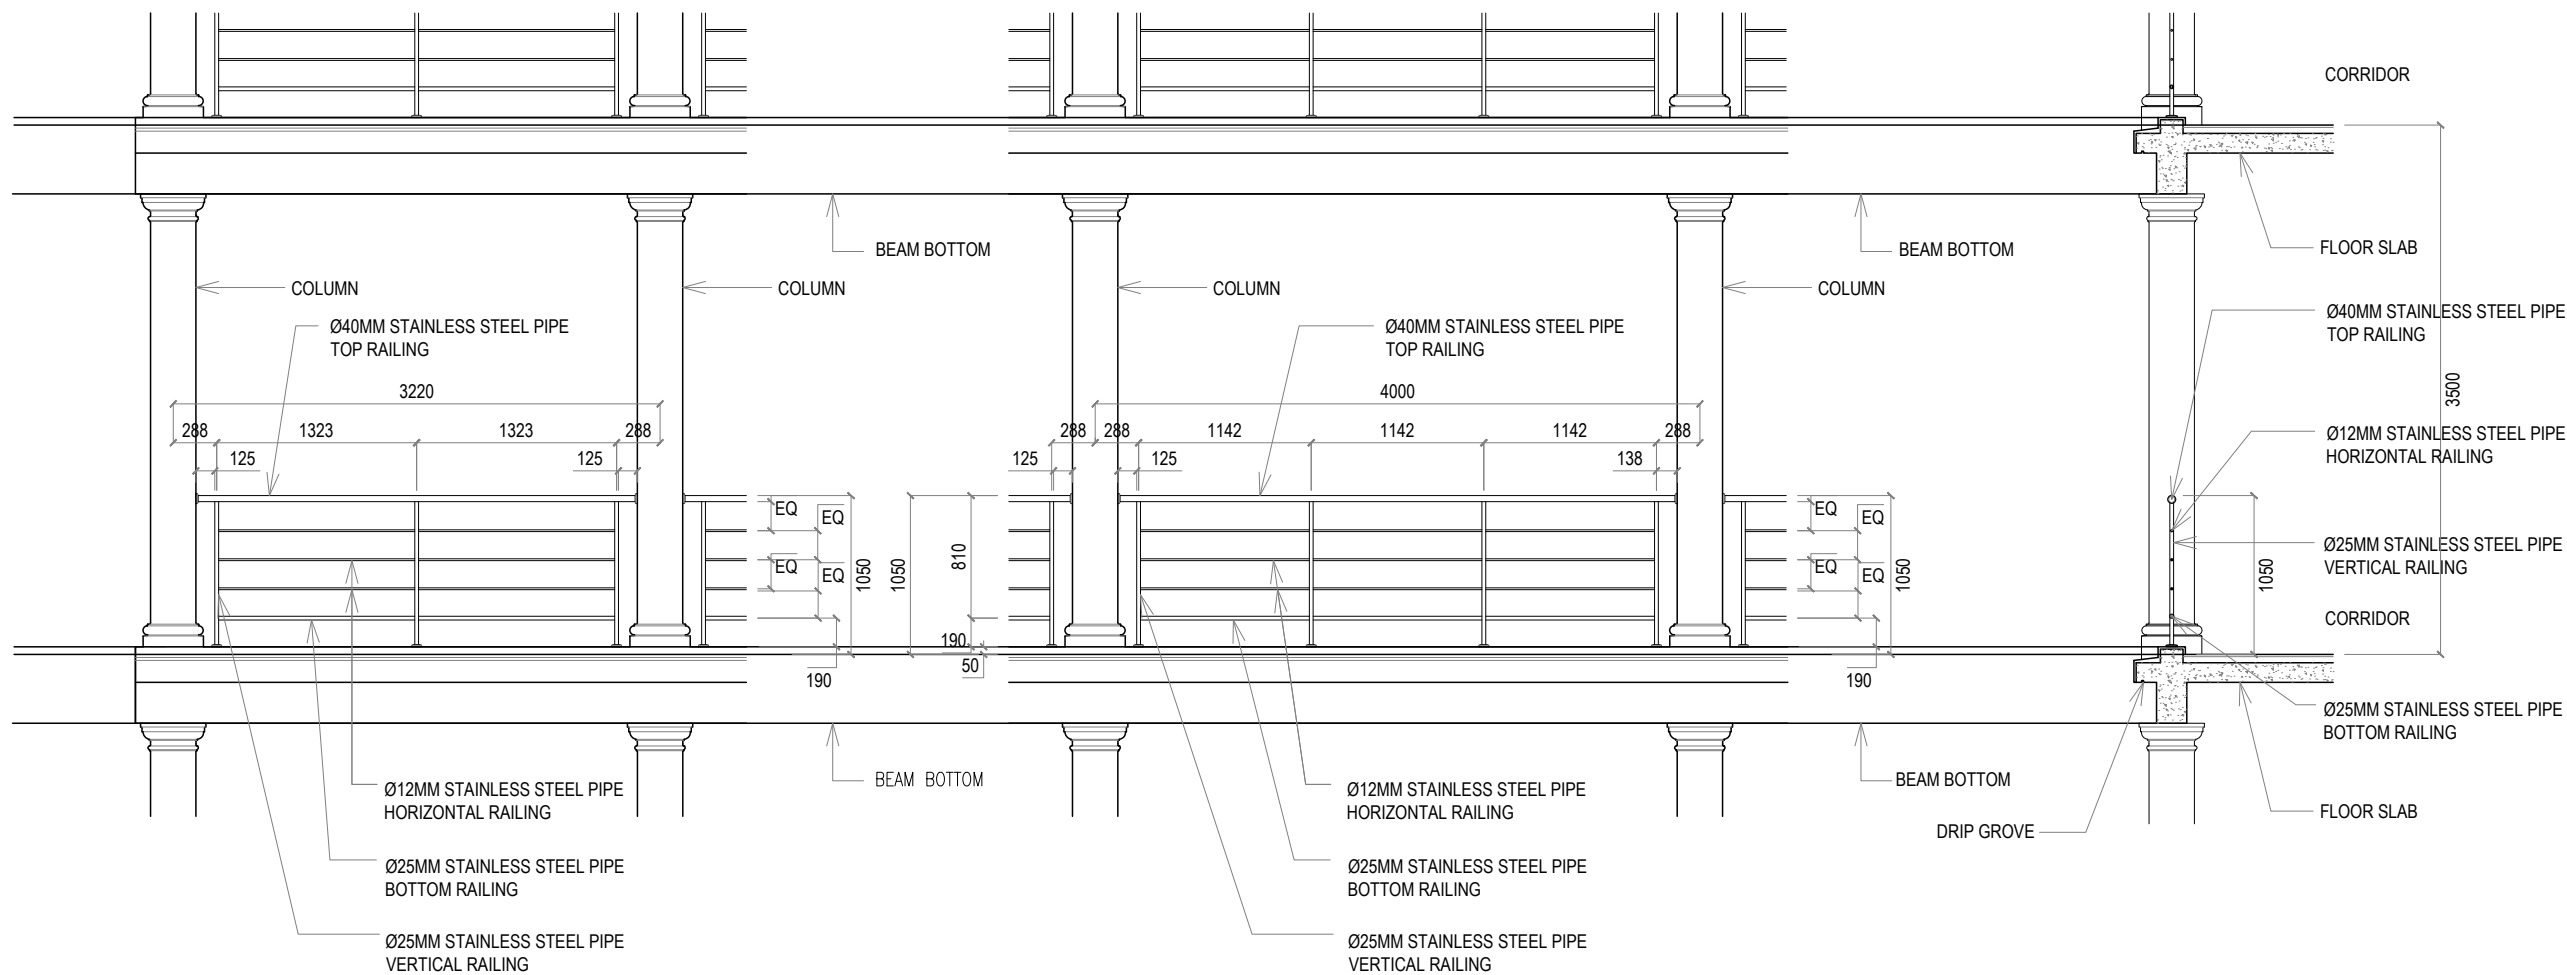 CORRIDOR
BEAM BOTTOM
BEAM BOTTOM
FLOOR SLAB
COLUMN
COLUMN
COLUMN
COLUMN
Ø40MM STAINLESS STEEL PIPE
TOP RAILING
Ø40MM STAINLESS STEEL PIPE
TOP RAILING
Ø40MM STAINLESS STEEL PIPE
TOP RAILING
3220
4000
3500
288
1323
1323
288
288
288
1142
1142
1142
288
125
125
125
125
138
Ø12MM STAINLESS STEEL PIPE
HORIZONTAL RAILING
EQ
EQ
EQ
EQ
1050
1050
810
190
50
190
EQ
EQ
EQ
EQ
1050
190
1050
Ø25MM STAINLESS STEEL PIPE
VERTICAL RAILING
CORRIDOR
Ø25MM STAINLESS STEEL PIPE
BOTTOM RAILING
BEAM BOTTOM
BEAM BOTTOM
Ø12MM STAINLESS STEEL PIPE
HORIZONTAL RAILING
Ø12MM STAINLESS STEEL PIPE
HORIZONTAL RAILING
FLOOR SLAB
DRIP GROVE
Ø25MM STAINLESS STEEL PIPE
BOTTOM RAILING
Ø25MM STAINLESS STEEL PIPE
BOTTOM RAILING
Ø25MM STAINLESS STEEL PIPE
VERTICAL RAILING
Ø25MM STAINLESS STEEL PIPE
VERTICAL RAILING